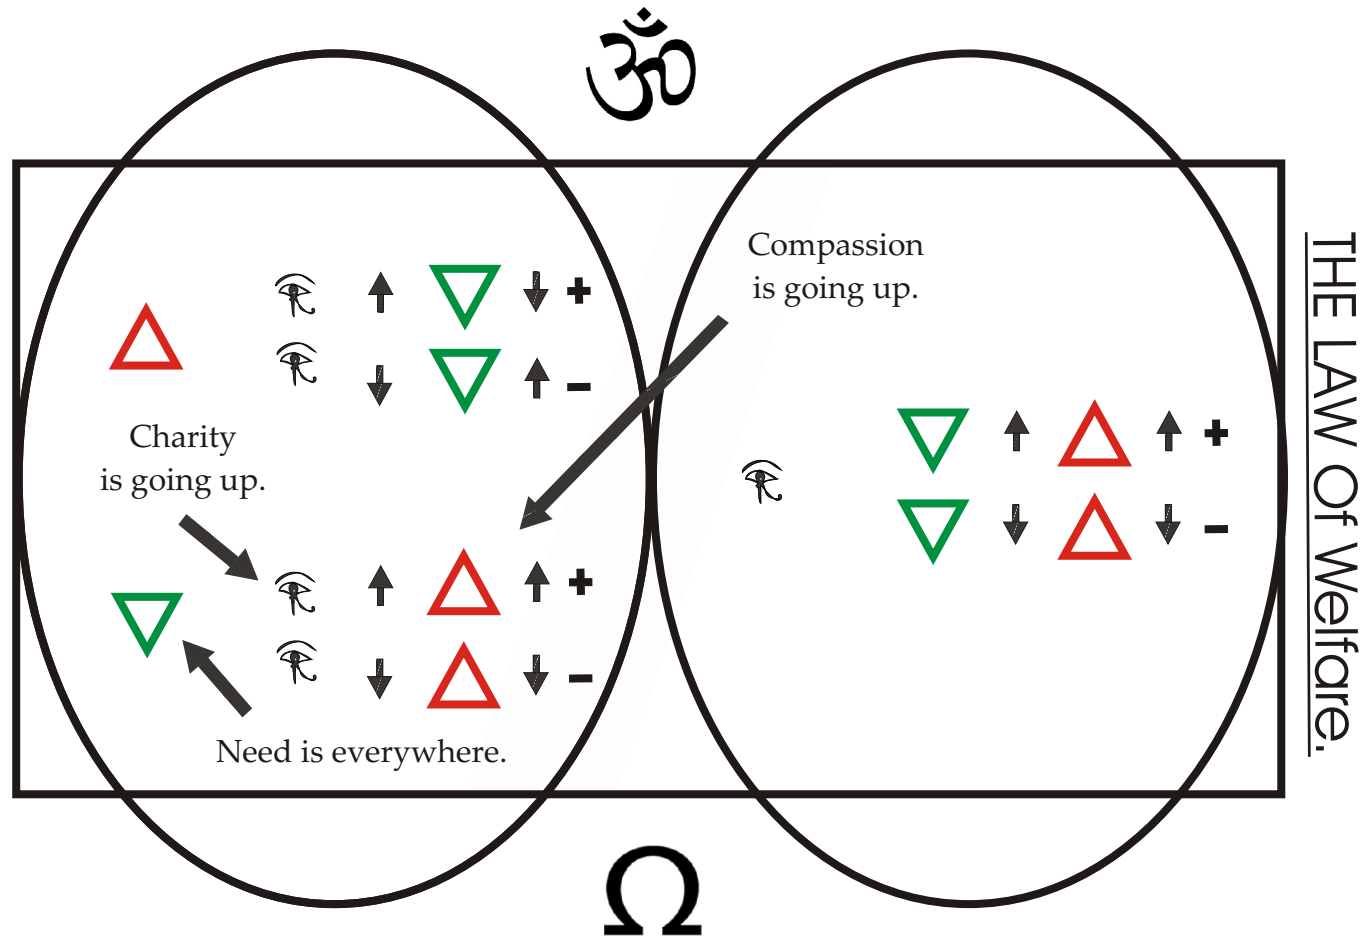 ॐ
Compassion
is going up.
+
−
Charity
is going up.
+
−
+
−
Need is everywhere.
THE LAW Of Welfare.
Ω